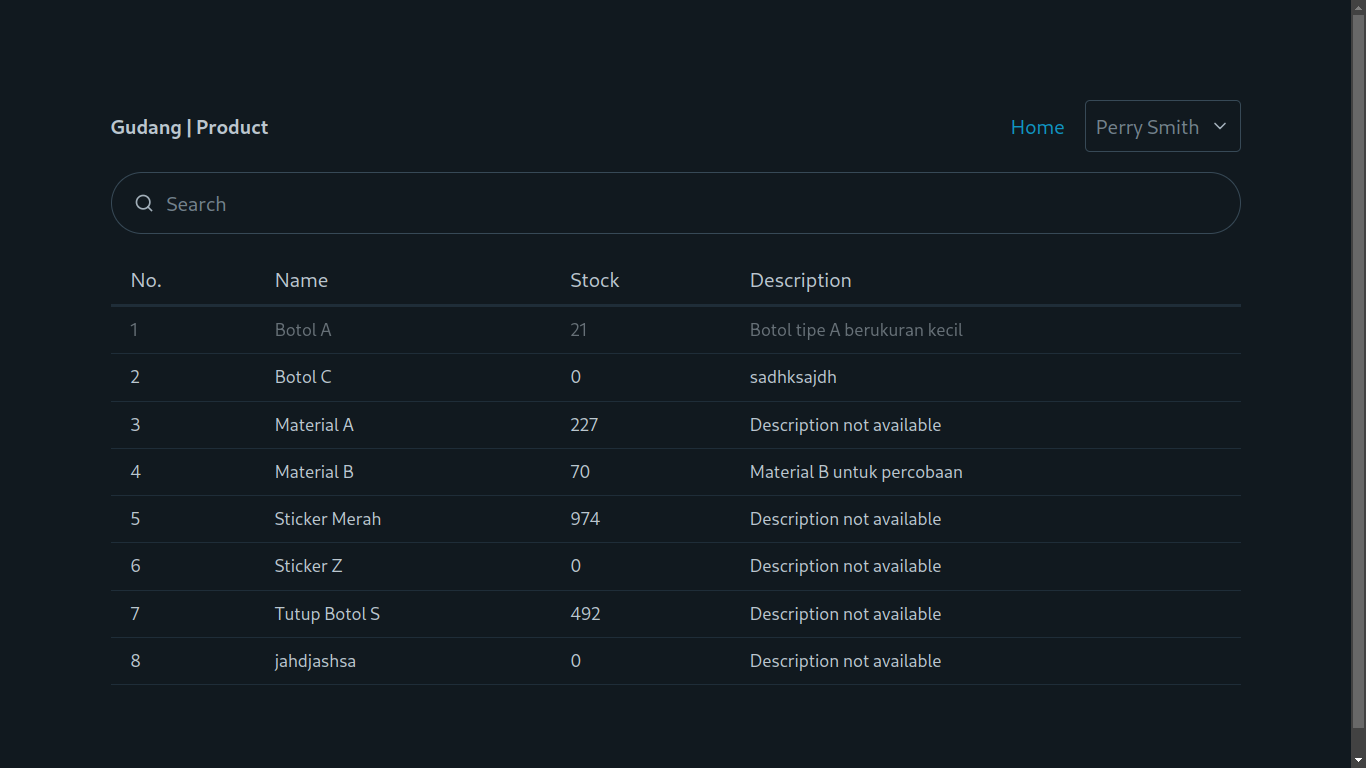 Gudang | Product Home Perry Smith
Search
No. Name Stock Description
1 Botol A 21 Botol tipe A berukuran kecil
2 Botol C 0 sadhksajdh
3 Material A 227 Description not available
4 Material B 70 Material B untuk percobaan
5 Sticker Merah 974 Description not available
6 Sticker Z 0 Description not available
7 Tutup Botol S 492 Description not available
8 jahdjashsa 0 Description not available